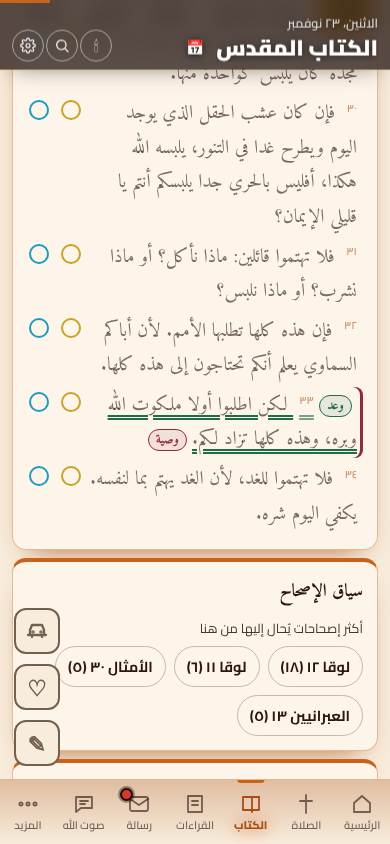 الاثنين، ٢٣ نوفمبر
الكتاب المقدس
مجده كان يلبس كواحدة منها.
٣٠ فإن كان عشب الحقل الذي يوجد
اليوم ويطرح غدا في التنور، يلبسه الله
هكذا، أفليس بالحري جدا يلبسكم أنتم يا
قليلي الإيمان؟
٣١ فلا تهتموا قائلين: ماذا نأكل؟ أو ماذا
نشرب؟ أو ماذا نلبس؟
٣٢ فإن هذه كلها تطلبها الأمم. لأن أباكم
السماوي يعلم أنكم تحتاجون إلى هذه كلها.
وعد ٣٣ لكن اطلبوا أولا ملكوت الله
وبره، وهذه كلها تزاد لكم. وصية
٣٤ فلا تهتموا للغد، لأن الغد يهتم بما لنفسه.
يكفي اليوم شره.
سياق الإصحاح
أكثر إصحاحات يُحال إليها من هنا
لوقا ١٢ (١٨) لوقا ١١ (٦) الأمثال ٣٠ (٥)
العبرانيين ١٣ (٥)
الرئيسية الصلاة الكتاب القراءات رسالة صوت الله المزيد